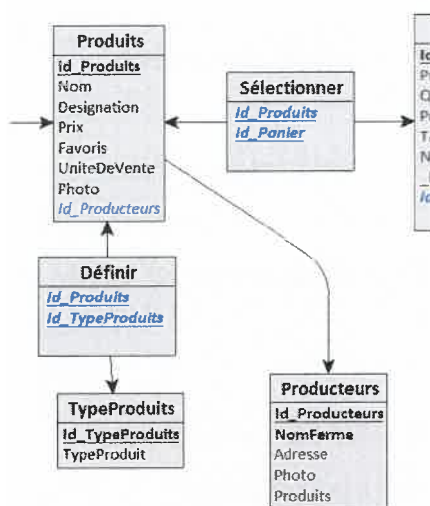 Produits
Id_Produits
Nom
Designation
Prix
Favoris
UniteDeVente
Photo
Id_Producteurs
Sélectionner
Id_Produits
Id_Panier
Définir
Id_Produits
Id_TypeProduits
TypeProduits
Id_TypeProduits
TypeProduit
Producteurs
Id_Producteurs
NomFerme
Adresse
Photo
Produits